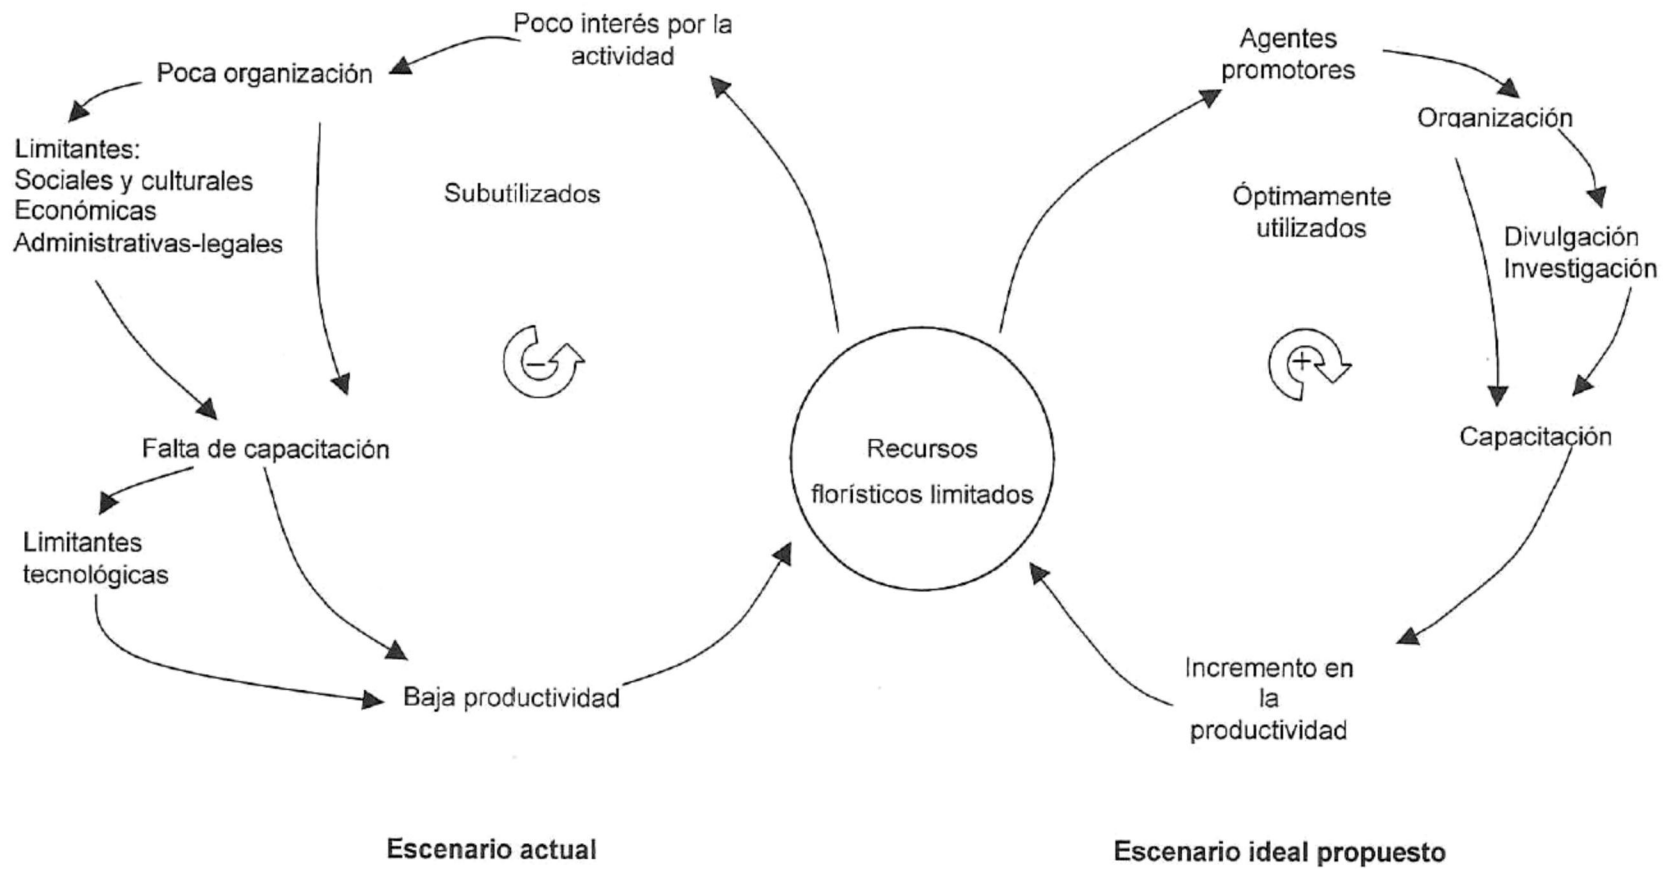 Poco interés por la
actividad
Poca organización
Limitantes:
Sociales y culturales
Económicas
Administrativas-legales
Subutilizados
−
Falta de capacitación
Limitantes
tecnológicas
Baja productividad
Recursos
florísticos limitados
Agentes
promotores
Organización
Óptimamente
utilizados
Divulgación
Investigación
+
Capacitación
Incremento en
la
productividad
Escenario actual
Escenario ideal propuesto